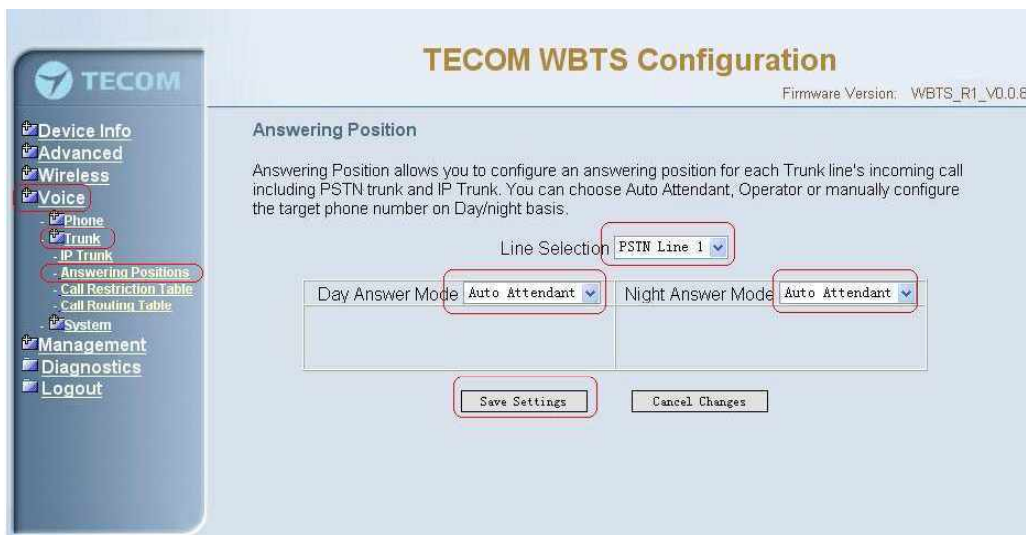 TECOM
TECOM WBTS Configuration
Firmware Version: WBTS_R1_V0.0.8
Device Info
Advanced
Wireless
Voice
- Phone
- Trunk
- IP Trunk
- Answering Positions
- Call Restriction Table
- Call Routing Table
- System
Management
Diagnostics
Logout
Answering Position
Answering Position allows you to configure an answering position for each Trunk line's incoming call
including PSTN trunk and IP Trunk. You can choose Auto Attendant, Operator or manually configure
the target phone number on Day/night basis.
Line Selection PSTN Line 1
Day Answer Mode Auto Attendant Night Answer Mode Auto Attendant
Save Settings Cancel Changes